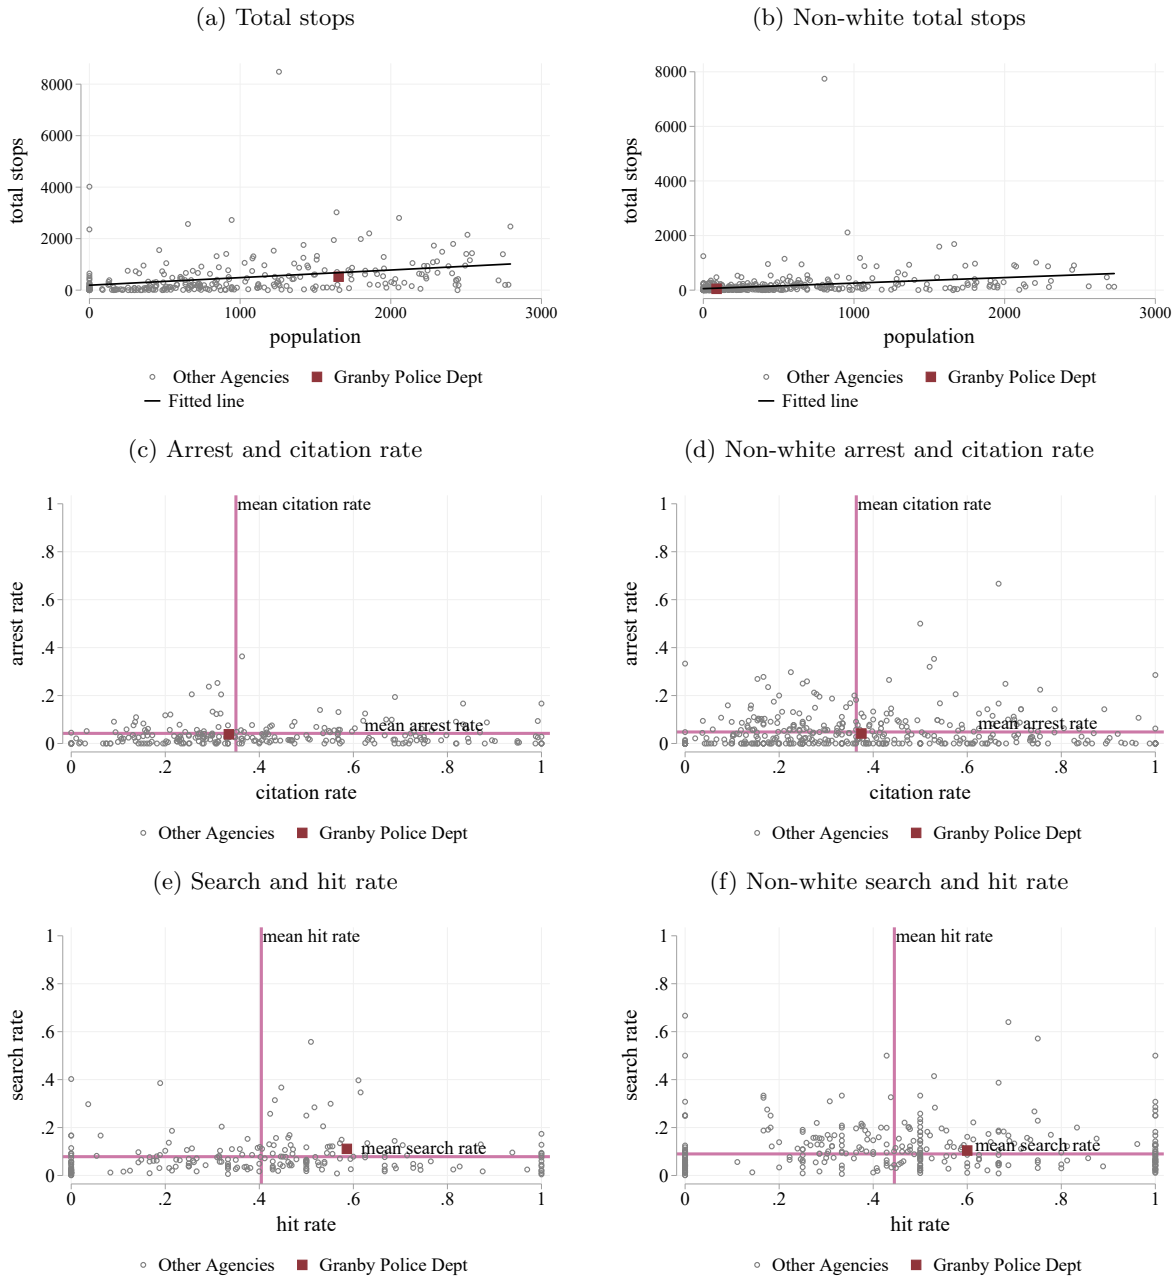 (a) Total stops
(b) Non-white total stops
total stops
8000
6000
4000
2000
0
0
1000
2000
3000
population
Other Agencies
Granby Police Dept
Fitted line
total stops
8000
6000
4000
2000
0
0
1000
2000
3000
population
Other Agencies
Granby Police Dept
Fitted line
(c) Arrest and citation rate
(d) Non-white arrest and citation rate
arrest rate
1
.8
.6
.4
.2
0
mean citation rate
mean arrest rate
0
.2
.4
.6
.8
1
citation rate
Other Agencies
Granby Police Dept
arrest rate
1
.8
.6
.4
.2
0
mean citation rate
mean arrest rate
0
.2
.4
.6
.8
1
citation rate
Other Agencies
Granby Police Dept
(e) Search and hit rate
(f) Non-white search and hit rate
search rate
1
.8
.6
.4
.2
0
mean hit rate
mean search rate
0
.2
.4
.6
.8
1
hit rate
Other Agencies
Granby Police Dept
search rate
1
.8
.6
.4
.2
0
mean hit rate
mean search rate
0
.2
.4
.6
.8
1
hit rate
Other Agencies
Granby Police Dept